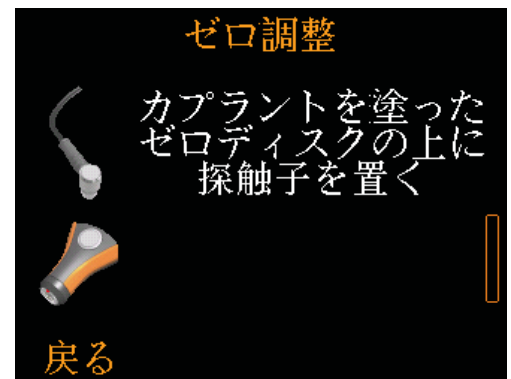 ゼロ調整
カプラントを塗った
ゼロディスクの上に
探触子を置く
戻る